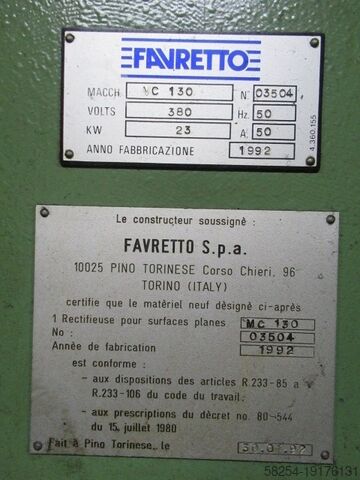 FAVRETTO
MACCH. MC 130 N° 03504
VOLTS 380 Hz. 50
KW 23 A. 50
ANNO FABBRICAZIONE 1992
4.360.155
Le constructeur soussigné :
FAVRETTO S.p.a.
10025 PINO TORINESE Corso Chieri, 96
TORINO (ITALY)
certifie que le matériel neuf désigné ci-après
1 Rectifieuse pour surfaces planes MC 130
No : 03504
Année de fabrication 1992
est conforme :
- aux dispositions des articles R.233-85 a
R.233-106 du code du travail:
- aux prescriptions du décret no. 80-544
du 15 juillet 1980
Fait à Pino Torinese, le
58254-19176131